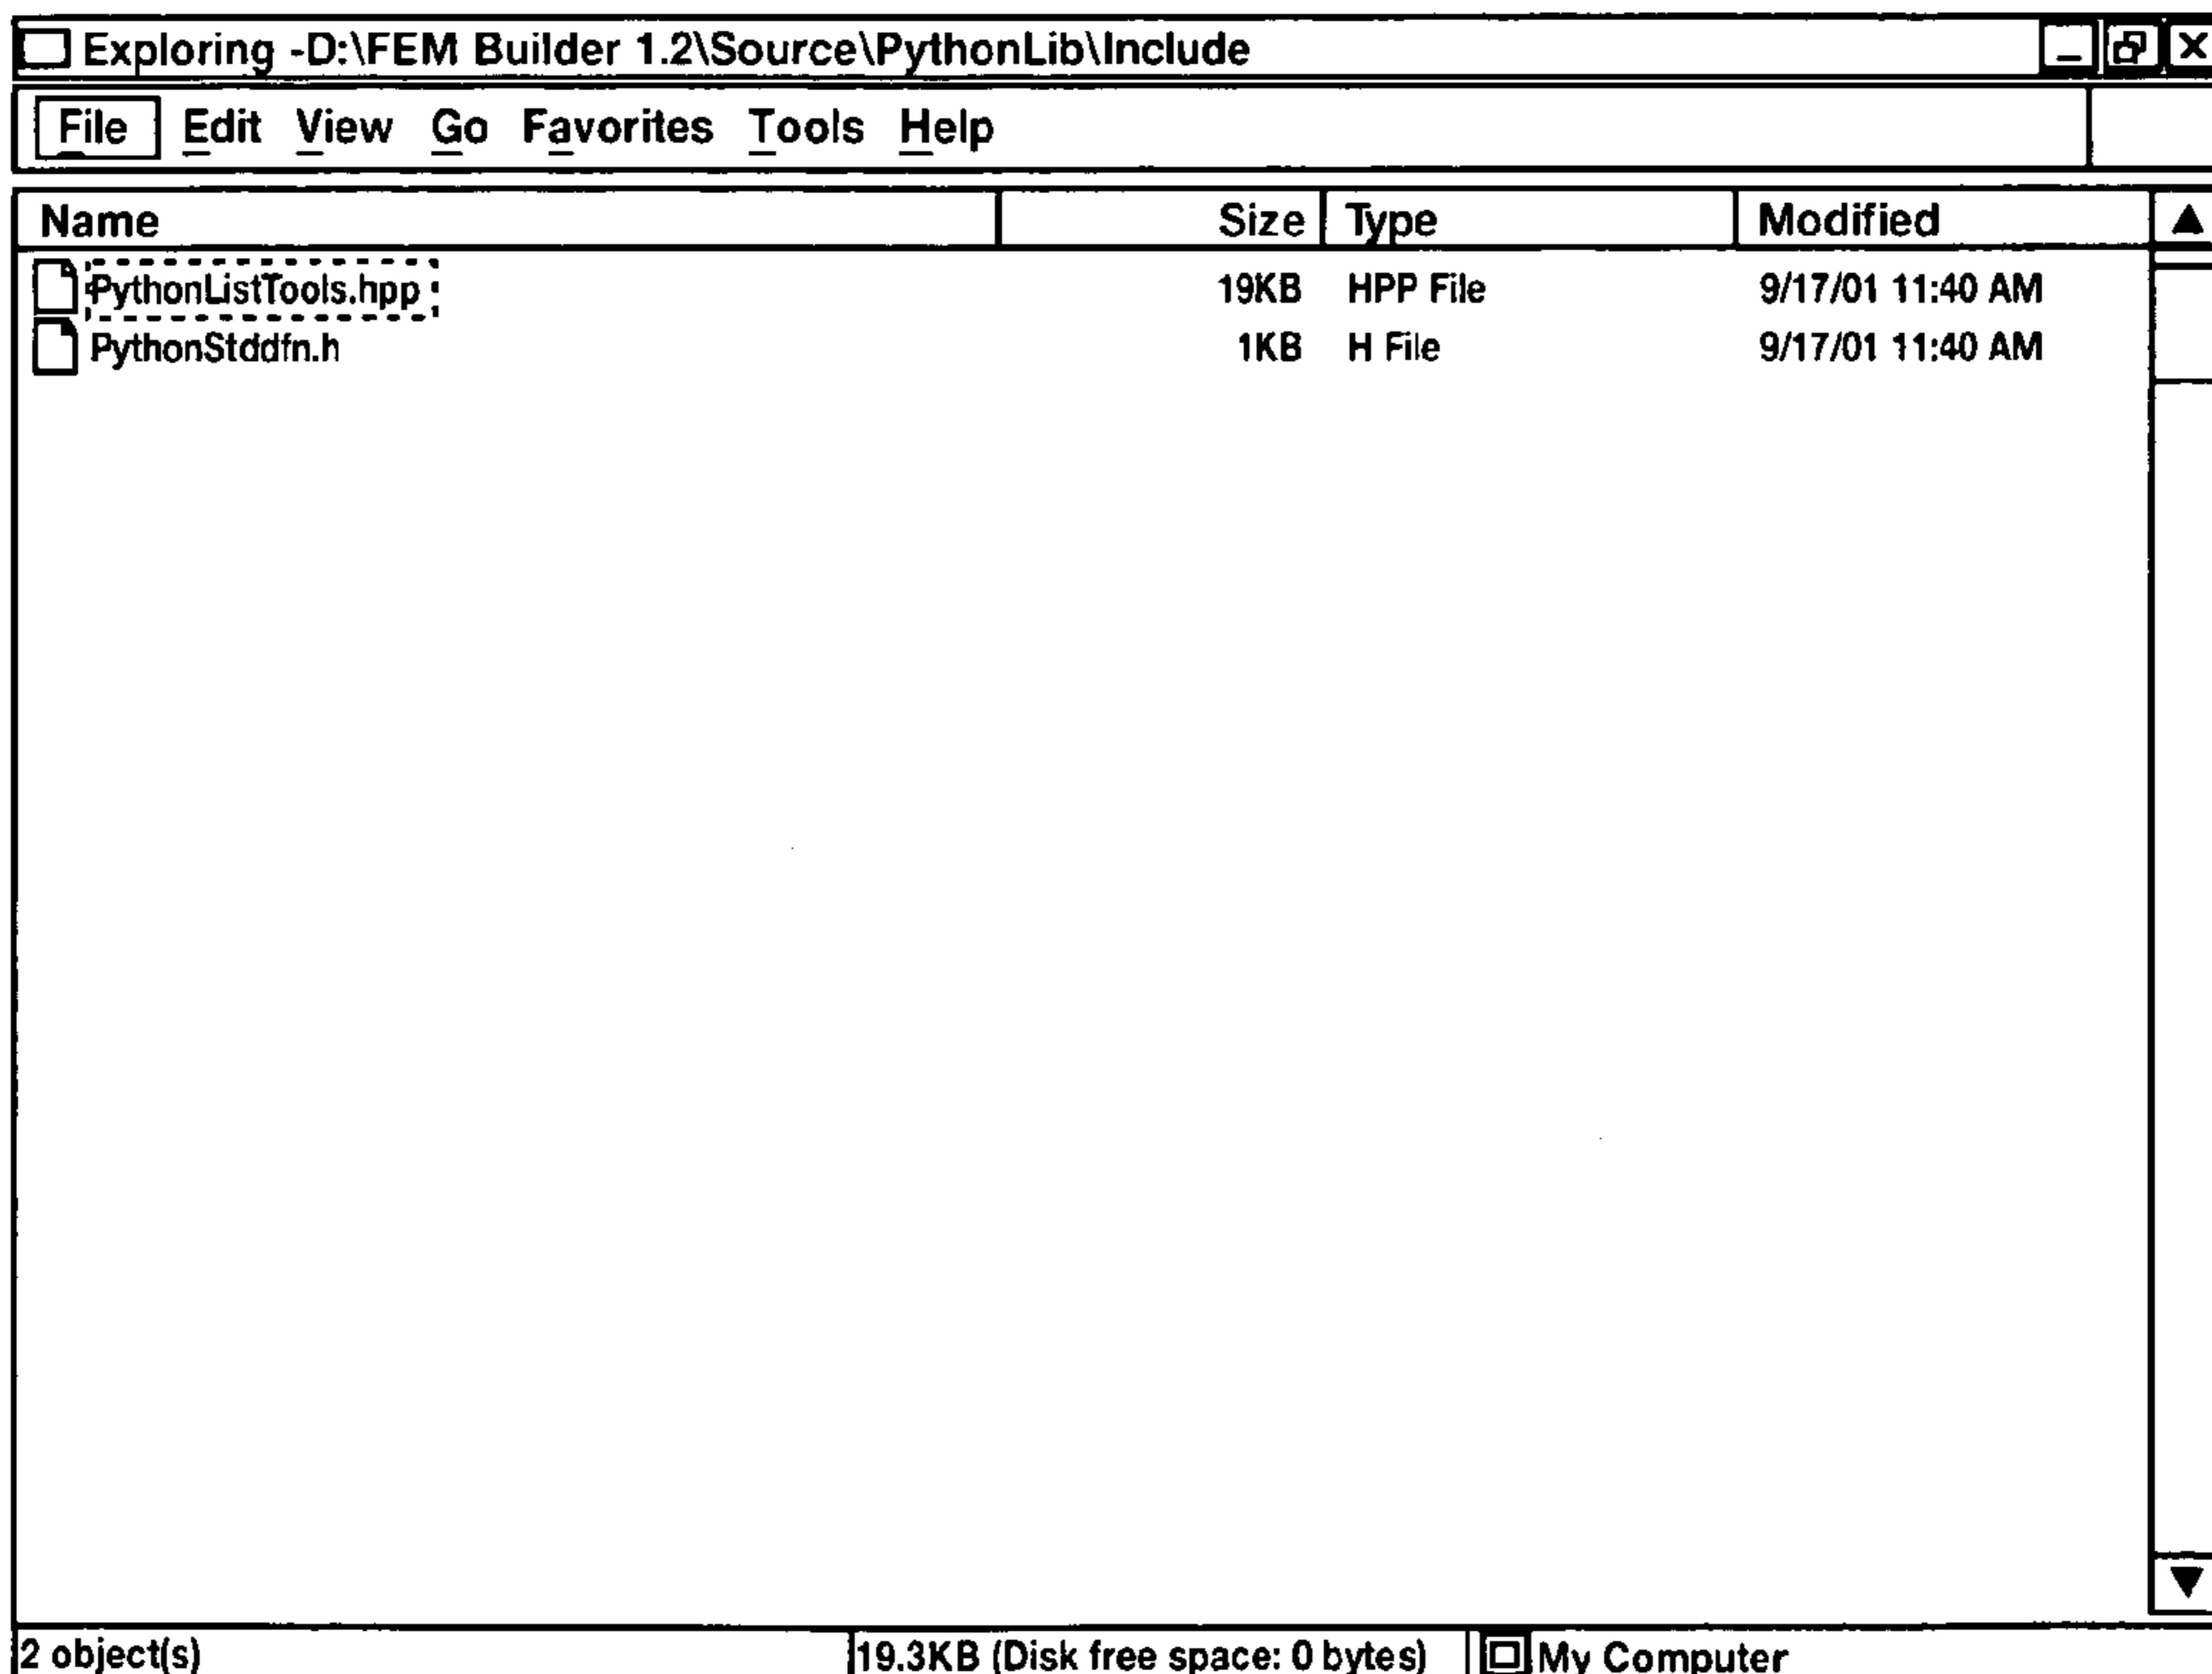 Exploring -D:\FEM Builder 1.2\Source\PythonLib\Include
File Edit View Go Favorites Tools Help
Name Size Type Modified
PythonListTools.hpp 19KB HPP File 9/17/01 11:40 AM
PythonStddfn.h 1KB H File 9/17/01 11:40 AM
2 object(s) 19.3KB (Disk free space: 0 bytes) My Computer